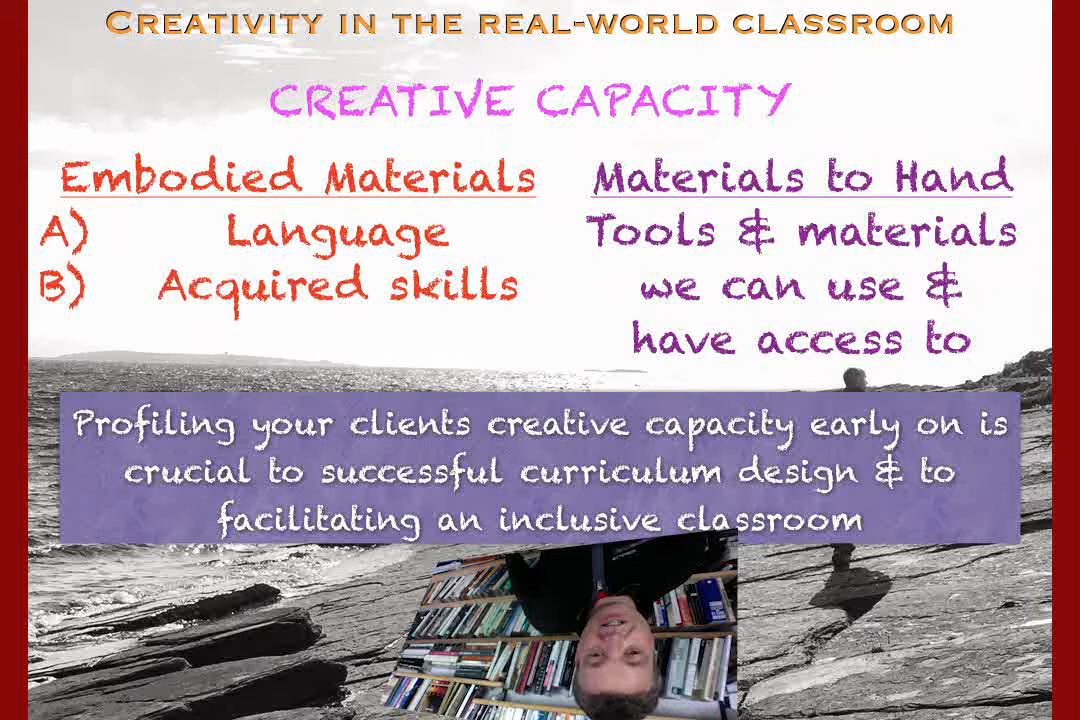 CREATIVITY IN THE REAL-WORLD CLASSROOM
CREATIVE CAPACITY
Embodied Materials
A) Language
B) Acquired skills
Materials to Hand
Tools & materials
we can use &
have access to
Profiling your clients creative capacity early on is
crucial to successful curriculum design & to
facilitating an inclusive classroom